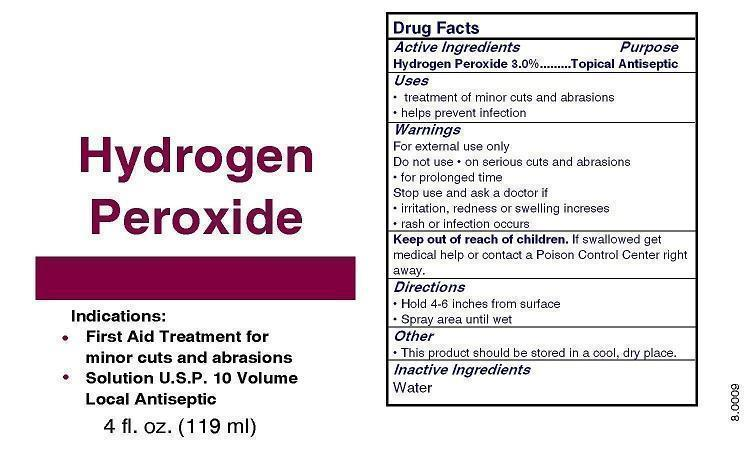 Hydrogen
Peroxide
Indications:
• First Aid Treatment for
minor cuts and abrasions
• Solution U.S.P. 10 Volume
Local Antiseptic
4 fl. oz. (119 ml)
Drug Facts
Active Ingredients Purpose
Hydrogen Peroxide 3.0%.........Topical Antiseptic
Uses
• treatment of minor cuts and abrasions
• helps prevent infection
Warnings
For external use only
Do not use • on serious cuts and abrasions
• for prolonged time
Stop use and ask a doctor if
• irritation, redness or swelling increses
• rash or infection occurs
Keep out of reach of children. If swallowed get
medical help or contact a Poison Control Center right
away.
Directions
• Hold 4-6 inches from surface
• Spray area until wet
Other
• This product should be stored in a cool, dry place.
Inactive Ingredients
Water
8.0009